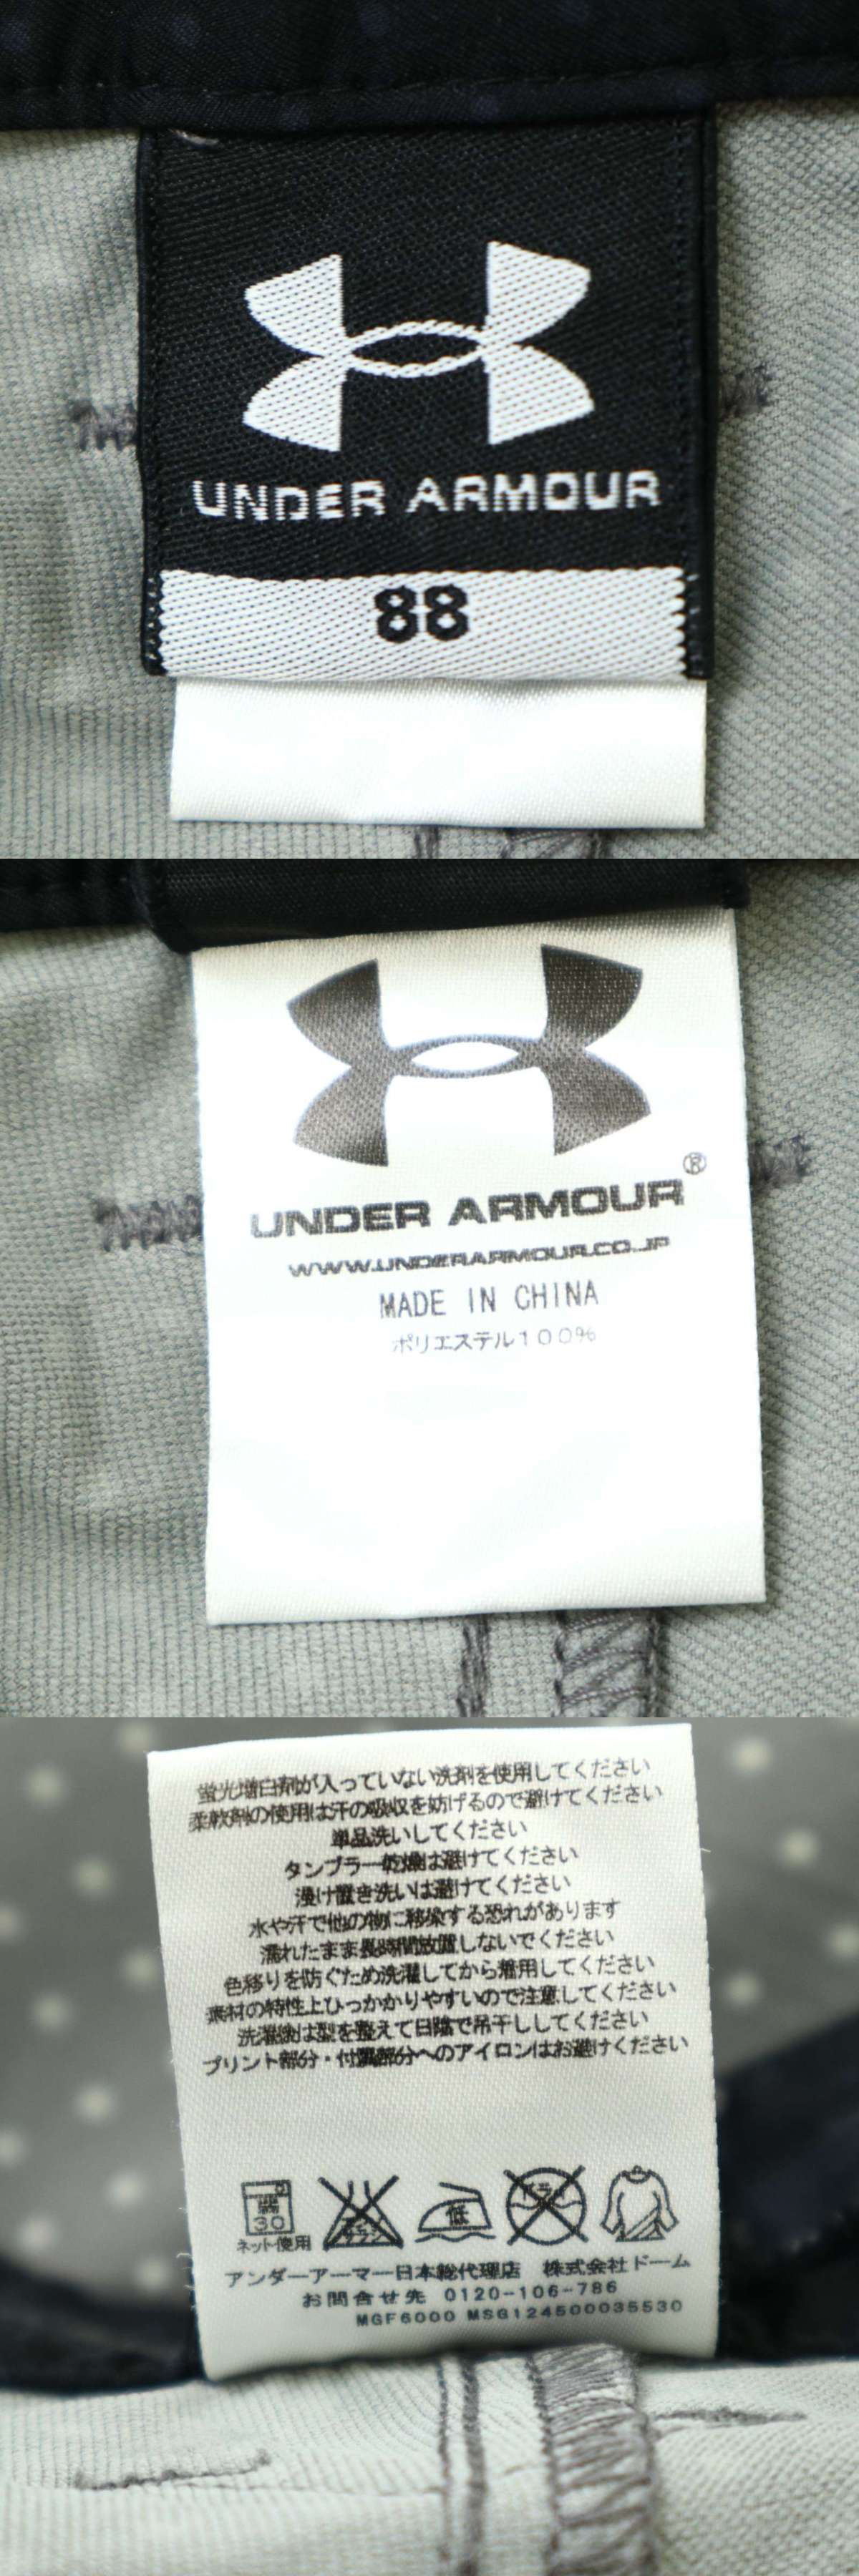 UNDER ARMOUR
88
UNDER ARMOUR®
WWW.UNDERARMOUR.CO.JP
MADE IN CHINA
ポリエステル100%
蛍光増白剤が入っていない洗剤を使用してください
柔軟剤の使用は汗の吸収を妨げるので避けてください
単品洗いしてください
タンブラー乾燥は避けてください
浸け置き洗いは避けてください
水や汗で他の物に移染する恐れがあります
濡れたまま長時間放置しないでください
色移りを防ぐため洗濯してから着用してください
素材の特性上ひっかかりやすいので注意してください
洗濯後は型を整えて日陰で吊干ししてください
プリント部分・付属部分へのアイロンはお避けください
30
低
ネット使用
アンダーアーマー日本総代理店 株式会社ドーム
お問合せ先 0120-106-786
MGF6000 MSG124500035530